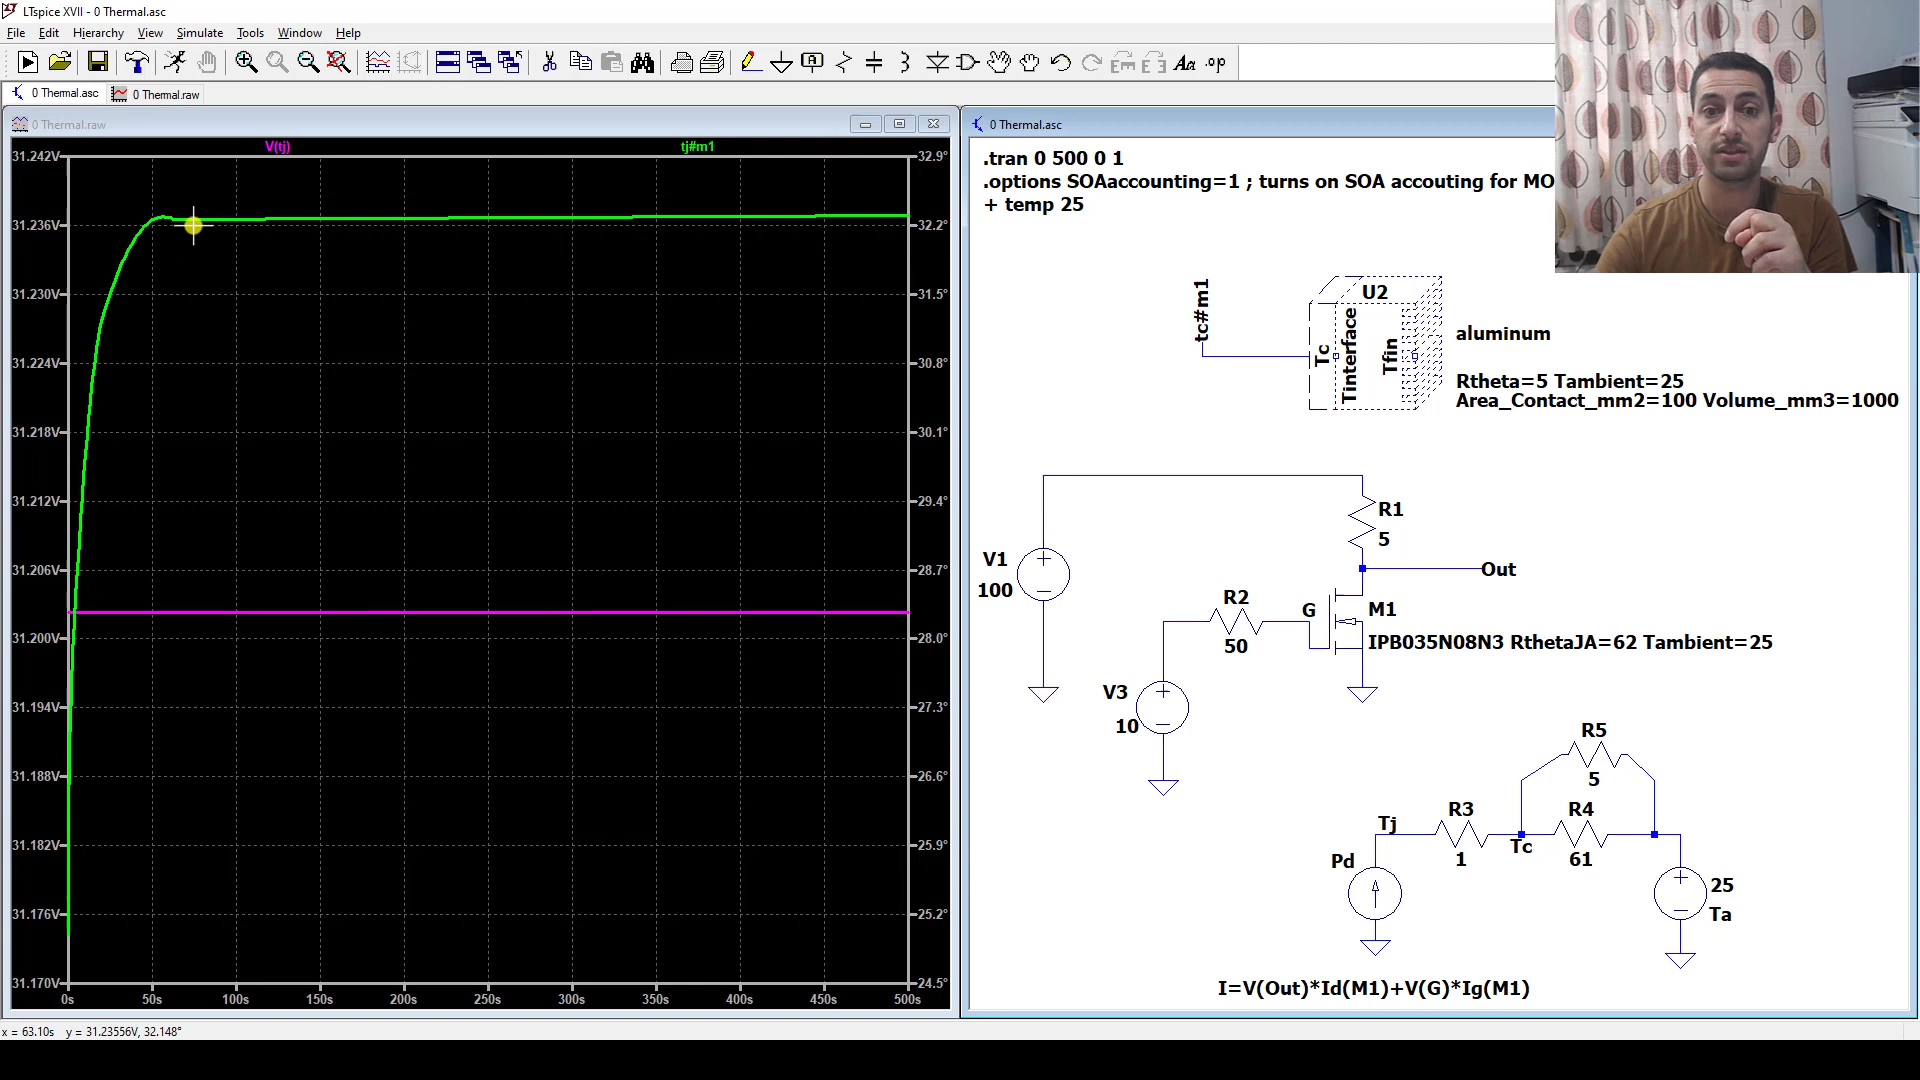 LTspice XVII - 0 Thermal.asc
File Edit Hierarchy View Simulate Tools Window Help
.op
0 Thermal.asc 0 Thermal.raw
0 Thermal.raw
V(tj) tj#m1
31.242V 32.9°
31.236V 32.2°
31.230V 31.5°
31.224V 30.8°
31.218V 30.1°
31.212V 29.4°
31.206V 28.7°
31.200V 28.0°
31.194V 27.3°
31.188V 26.6°
31.182V 25.9°
31.176V 25.2°
31.170V 24.5°
0s 50s 100s 150s 200s 250s 300s 350s 400s 450s 500s
0 Thermal.asc
.tran 0 500 0 1
.options SOAaccounting=1 ; turns on SOA accouting for MO
+ temp 25
tc#m1
U2
Tc
Tinterface
Tfin
aluminum
Rtheta=5 Tambient=25
Area_Contact_mm2=100 Volume_mm3=1000
R1
5
V1
100
Out
R2
50
G
M1
IPB035N08N3 RthetaJA=62 Tambient=25
V3
10
R5
5
Tj
R3
1
Tc
R4
61
Pd
25
Ta
I=V(Out)*Id(M1)+V(G)*Ig(M1)
x = 63.10s y = 31.23556V, 32.148°